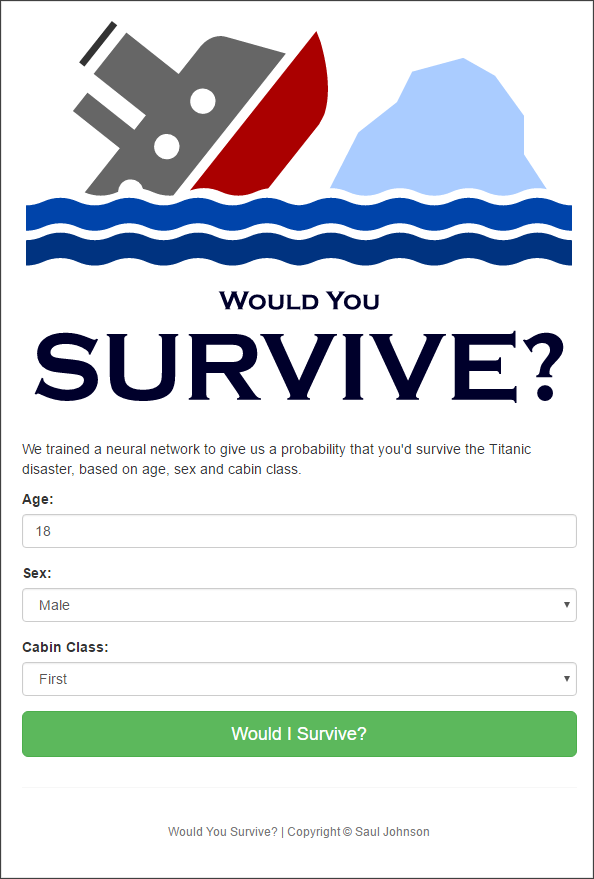 Would You
SURVIVE?
We trained a neural network to give us a probability that you'd survive the Titanic
disaster, based on age, sex and cabin class.
Age:
18
Sex:
Male
Cabin Class:
First
Would I Survive?
Would You Survive? | Copyright © Saul Johnson